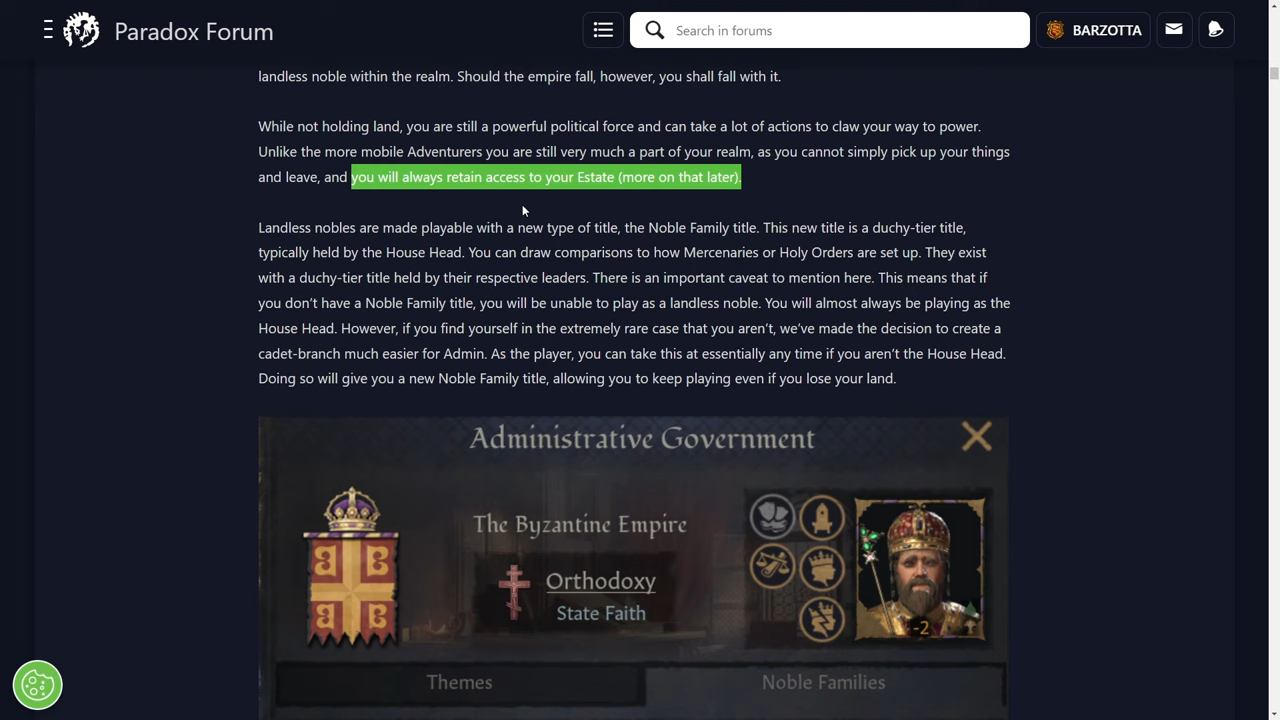 Paradox Forum
Search in forums
BARZOTTA
landless noble within the realm. Should the empire fall, however, you shall fall with it.
While not holding land, you are still a powerful political force and can take a lot of actions to claw your way to power.
Unlike the more mobile Adventurers you are still very much a part of your realm, as you cannot simply pick up your things
and leave, and you will always retain access to your Estate (more on that later).
Landless nobles are made playable with a new type of title, the Noble Family title. This new title is a duchy-tier title,
typically held by the House Head. You can draw comparisons to how Mercenaries or Holy Orders are set up. They exist
with a duchy-tier title held by their respective leaders. There is an important caveat to mention here. This means that if
you don’t have a Noble Family title, you will be unable to play as a landless noble. You will almost always be playing as the
House Head. However, if you find yourself in the extremely rare case that you aren’t, we’ve made the decision to create a
cadet-branch much easier for Admin. As the player, you can take this at essentially any time if you aren’t the House Head.
Doing so will give you a new Noble Family title, allowing you to keep playing even if you lose your land.
Administrative Government
The Byzantine Empire
Orthodoxy
State Faith
-2
Themes
Noble Families